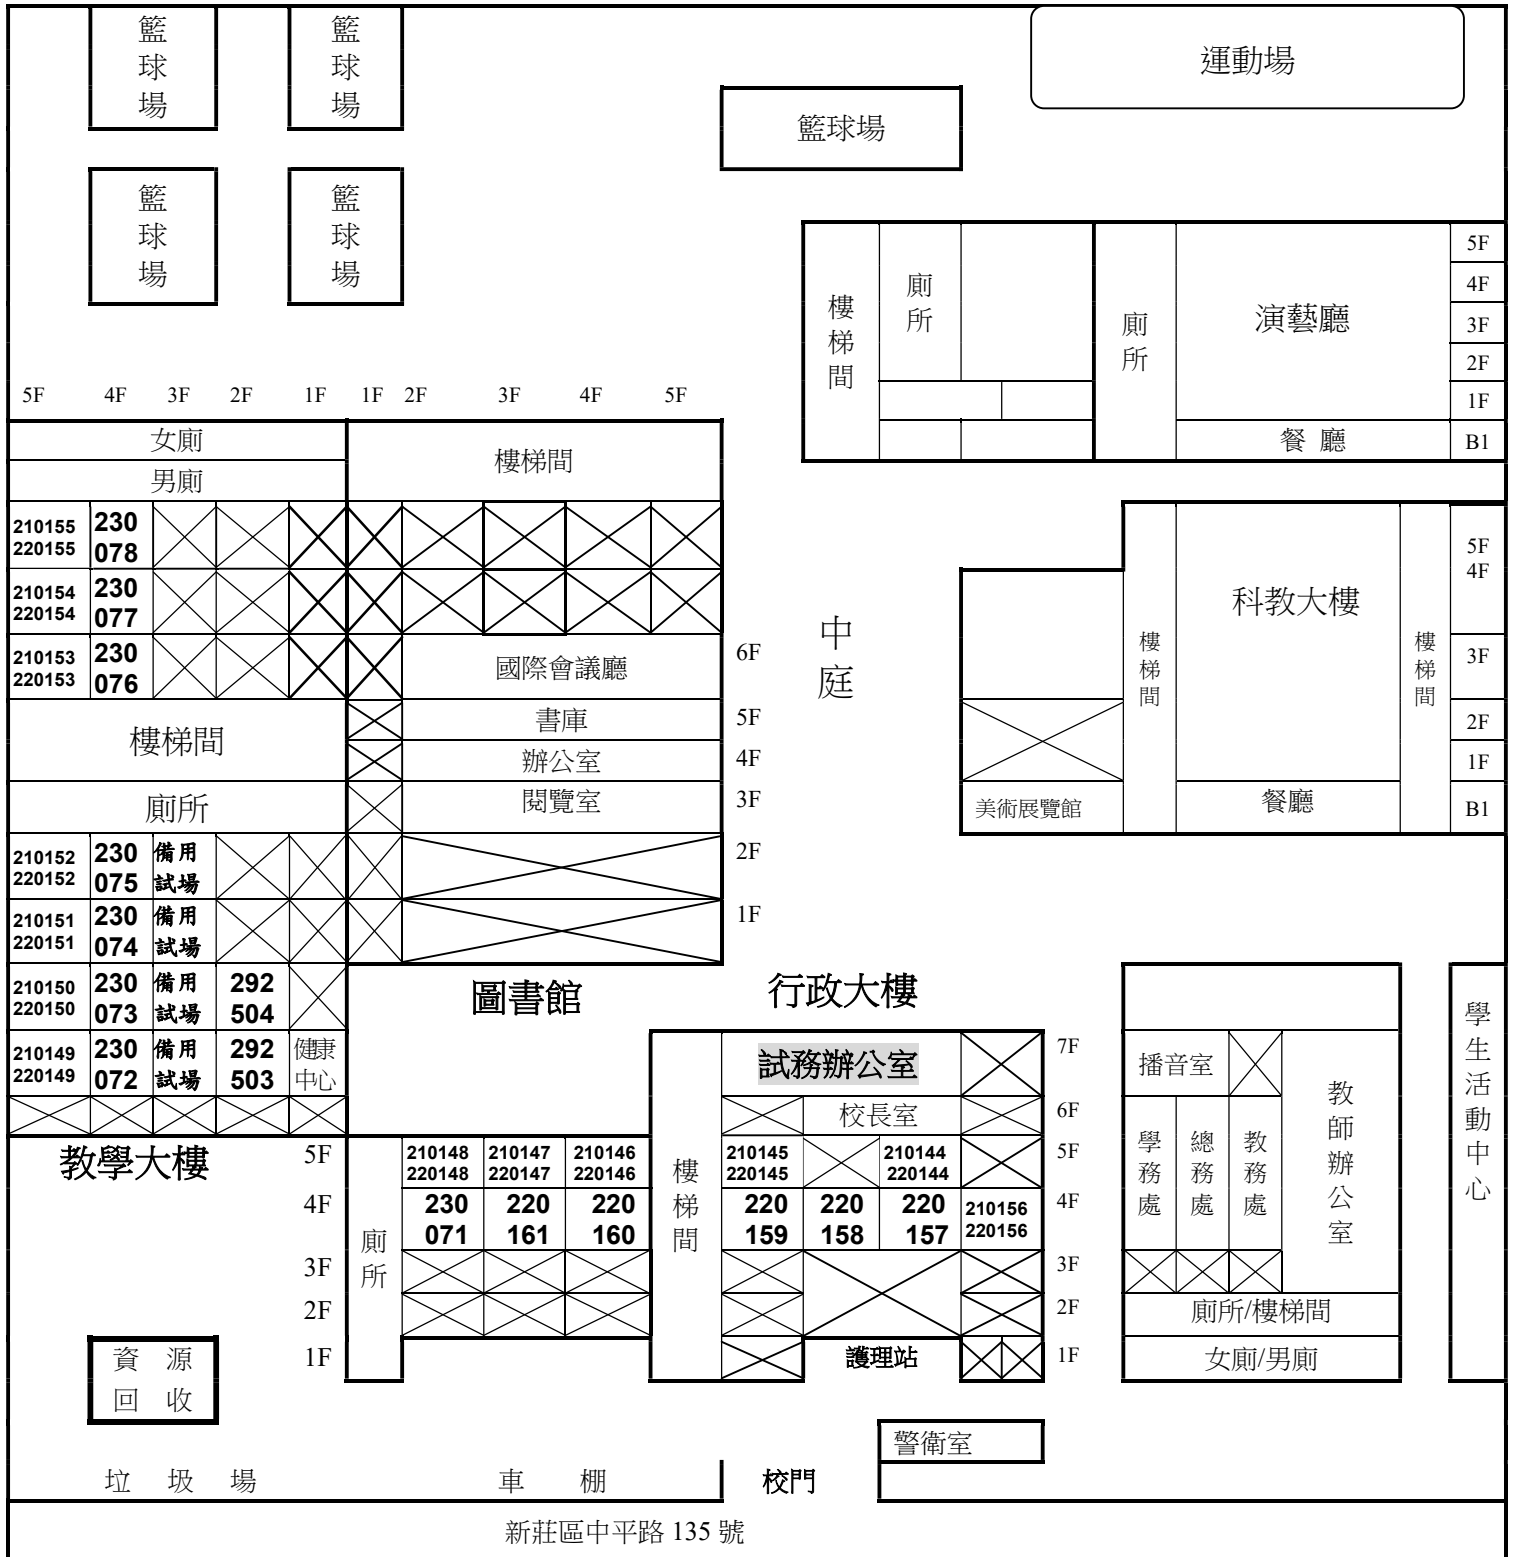 籃球場
籃球場
運動場
籃球場
籃球場
籃球場
5F
4F
3F
2F
1F
B1
樓梯間
廁所
廁所
演藝廳
餐 廳
5F 4F 3F 2F 1F 1F 2F 3F 4F 5F
女廁
男廁
樓梯間
210155
220155
230
078
210154
220154
230
077
210153
220153
230
076
國際會議廳
6F
中庭
樓梯間
書庫
5F
辦公室
4F
廁所
閱覽室
3F
樓梯間
科教大樓
樓梯間
5F
4F
3F
2F
1F
美術展覽館
餐廳
B1
210152
220152
230
075
備用
試場
2F
210151
220151
230
074
備用
試場
1F
210150
220150
230
073
備用
試場
292
504
圖書館
行政大樓
210149
220149
230
072
備用
試場
292
503
健康
中心
試務辦公室
7F
校長室
6F
教學大樓
5F
210148
220148
210147
220147
210146
220146
樓梯間
210145
220145
210144
220144
5F
4F
230
071
220
161
220
160
220
159
220
158
220
157
210156
220156
4F
廁所
3F
3F
2F
2F
1F
護理站
1F
播音室
學務處
總務處
教務處
教師辦公室
廁所/樓梯間
女廁/男廁
學生活動中心
資 源
回 收
警衛室
垃 圾 場
車 棚
校門
新莊區中平路 135 號